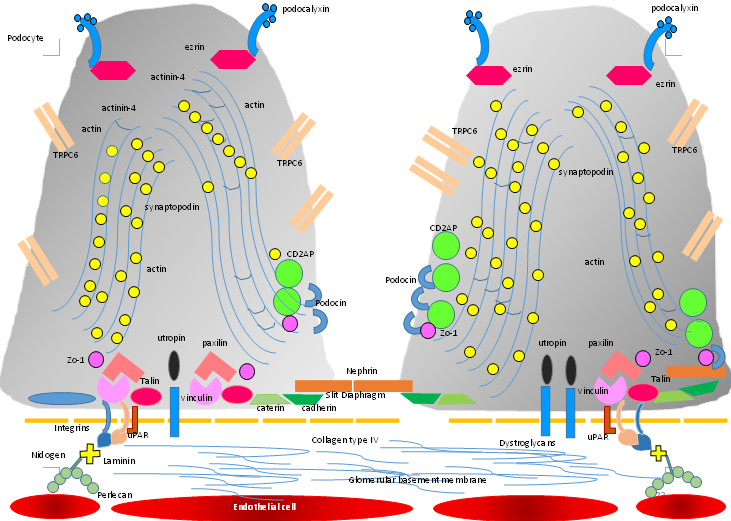 podocalyxin
podocalyxin
Podocyte
ezrin
ezrin
ezrin
actinin-4
actinin-4
actin
actin
TRPC6
TRPC6
TRPC6
TRPC6
synaptopodin
synaptopodin
CD2AP
CD2AP
actin
actin
Podocin
Podocin
Zo-1
utropin
paxilin
utropin
paxilin
Zo-1
Zo-1
Nephrin
Talin
Talin
vinculin
vinculin
Slit Diaphragm
caterin
cadherin
Integrins
uPAR
uPAR
Collagen type IV
Dystroglycans
Nidogen
Laminin
Glomerular basement membrane
Perlecan
Endothelial cell